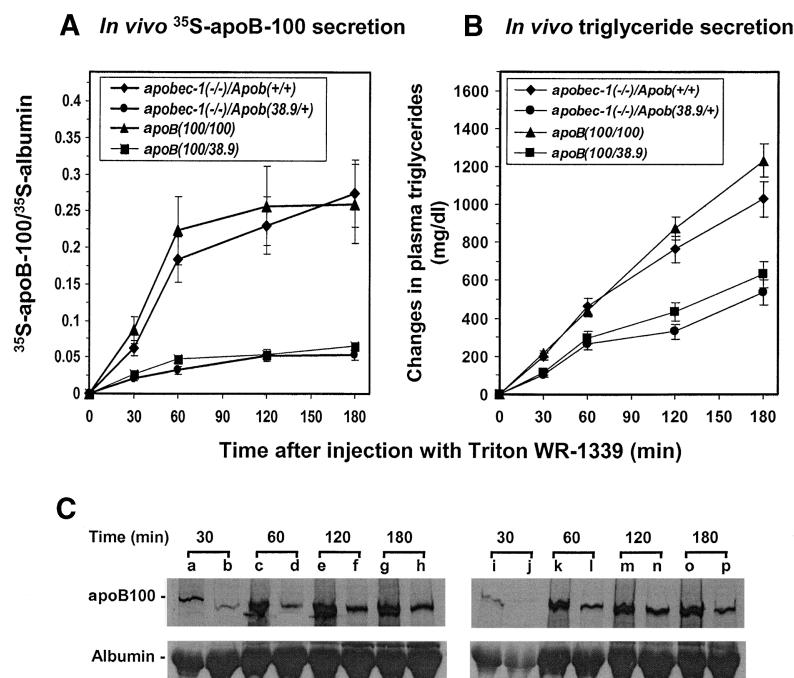 A In vivo ³⁵S-apoB-100 secretion
³⁵S-apoB-100/³⁵S-albumin
0.4
0.35
0.3
0.25
0.2
0.15
0.1
0.05
0
apobec-1(-/-)/Apob(+/+)
apobec-1(-/-)/Apob(38.9/+)
apoB(100/100)
apoB(100/38.9)
0 30 60 90 120 150 180
B In vivo triglyceride secretion
Changes in plasma triglycerides
(mg/dl)
1600
1400
1200
1000
800
600
400
200
0
apobec-1(-/-)/Apob(+/+)
apobec-1(-/-)/Apob(38.9/+)
apoB(100/100)
apoB(100/38.9)
0 30 60 90 120 150 180
Time after injection with Triton WR-1339 (min)
C
Time (min) 30 60 120 180 30 60 120 180
a b c d e f g h i j k l m n o p
apoB100 -
Albumin -